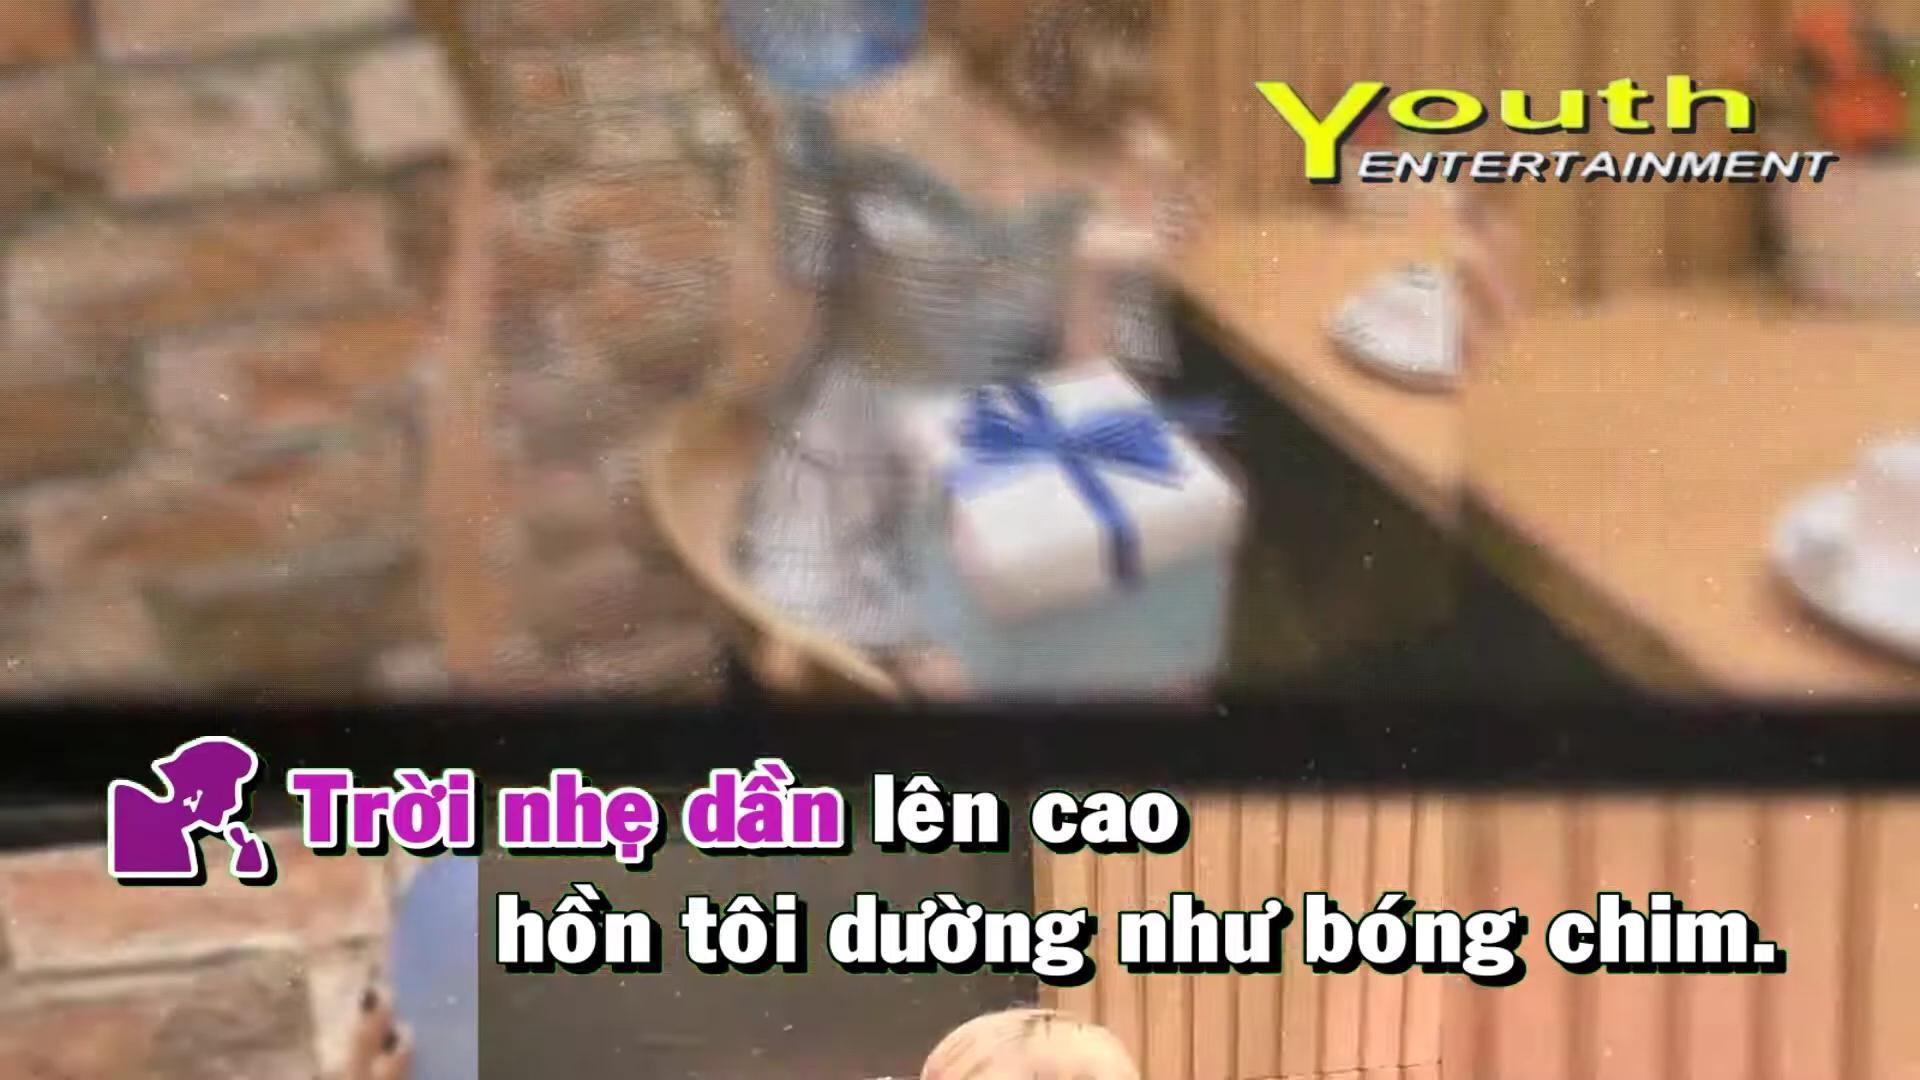 Youth
ENTERTAINMENT
Trời nhẹ dần lên cao
hồn tôi dường như bóng chim.